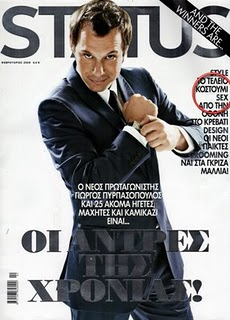 STATUS
AND THE
WINNERS ARE...
ΦΕΒΡΟΥΑΡΙΟΣ
STYLE
ΤΟ ΤΕΛΕΙΟ
ΚΟΣΤΟΥΜΙ
SEX
ΑΠΟ ΤΗΝ
ΟΘΟΝΗ
ΣΤΟ ΚΡΕΒΑΤΙ
DESIGN
ΟΙ ΝΕΟΙ
ΠΑΙΚΤΕΣ
GROOMING
ΝΑΙ ΣΤΑ ΓΚΡΙΖΑ
ΜΑΛΛΙΑ!
Ο ΝΕΟΣ ΠΡΩΤΑΓΩΝΙΣΤΗΣ
ΓΙΩΡΓΟΣ ΠΥΡΠΑΣΟΠΟΥΛΟΣ
ΚΑΙ 25 ΑΚΟΜΑ ΗΓΕΤΕΣ,
ΜΑΧΗΤΕΣ ΚΑΙ ΚΑΜΙΚΑΖΙ
ΕΙΝΑΙ...
ΟΙ ΑΝΤΡΕΣ
ΤΗΣ
ΧΡΟΝΙΑΣ!